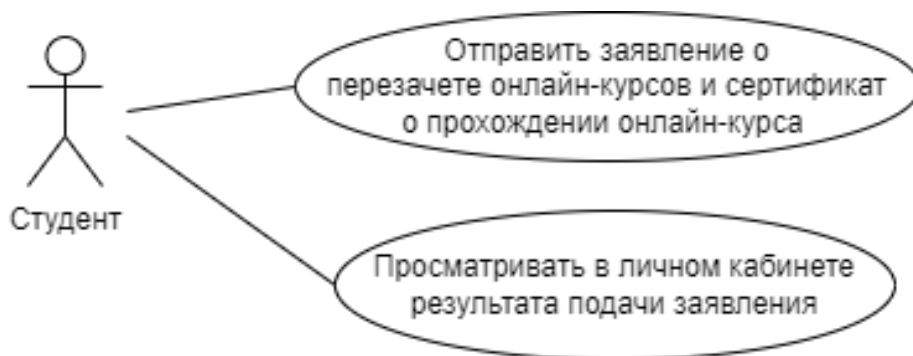 Отправить заявление о
перезачете онлайн-курсов и сертификат
о прохождении онлайн-курса
Студент
Просматривать в личном кабинете
результата подачи заявления